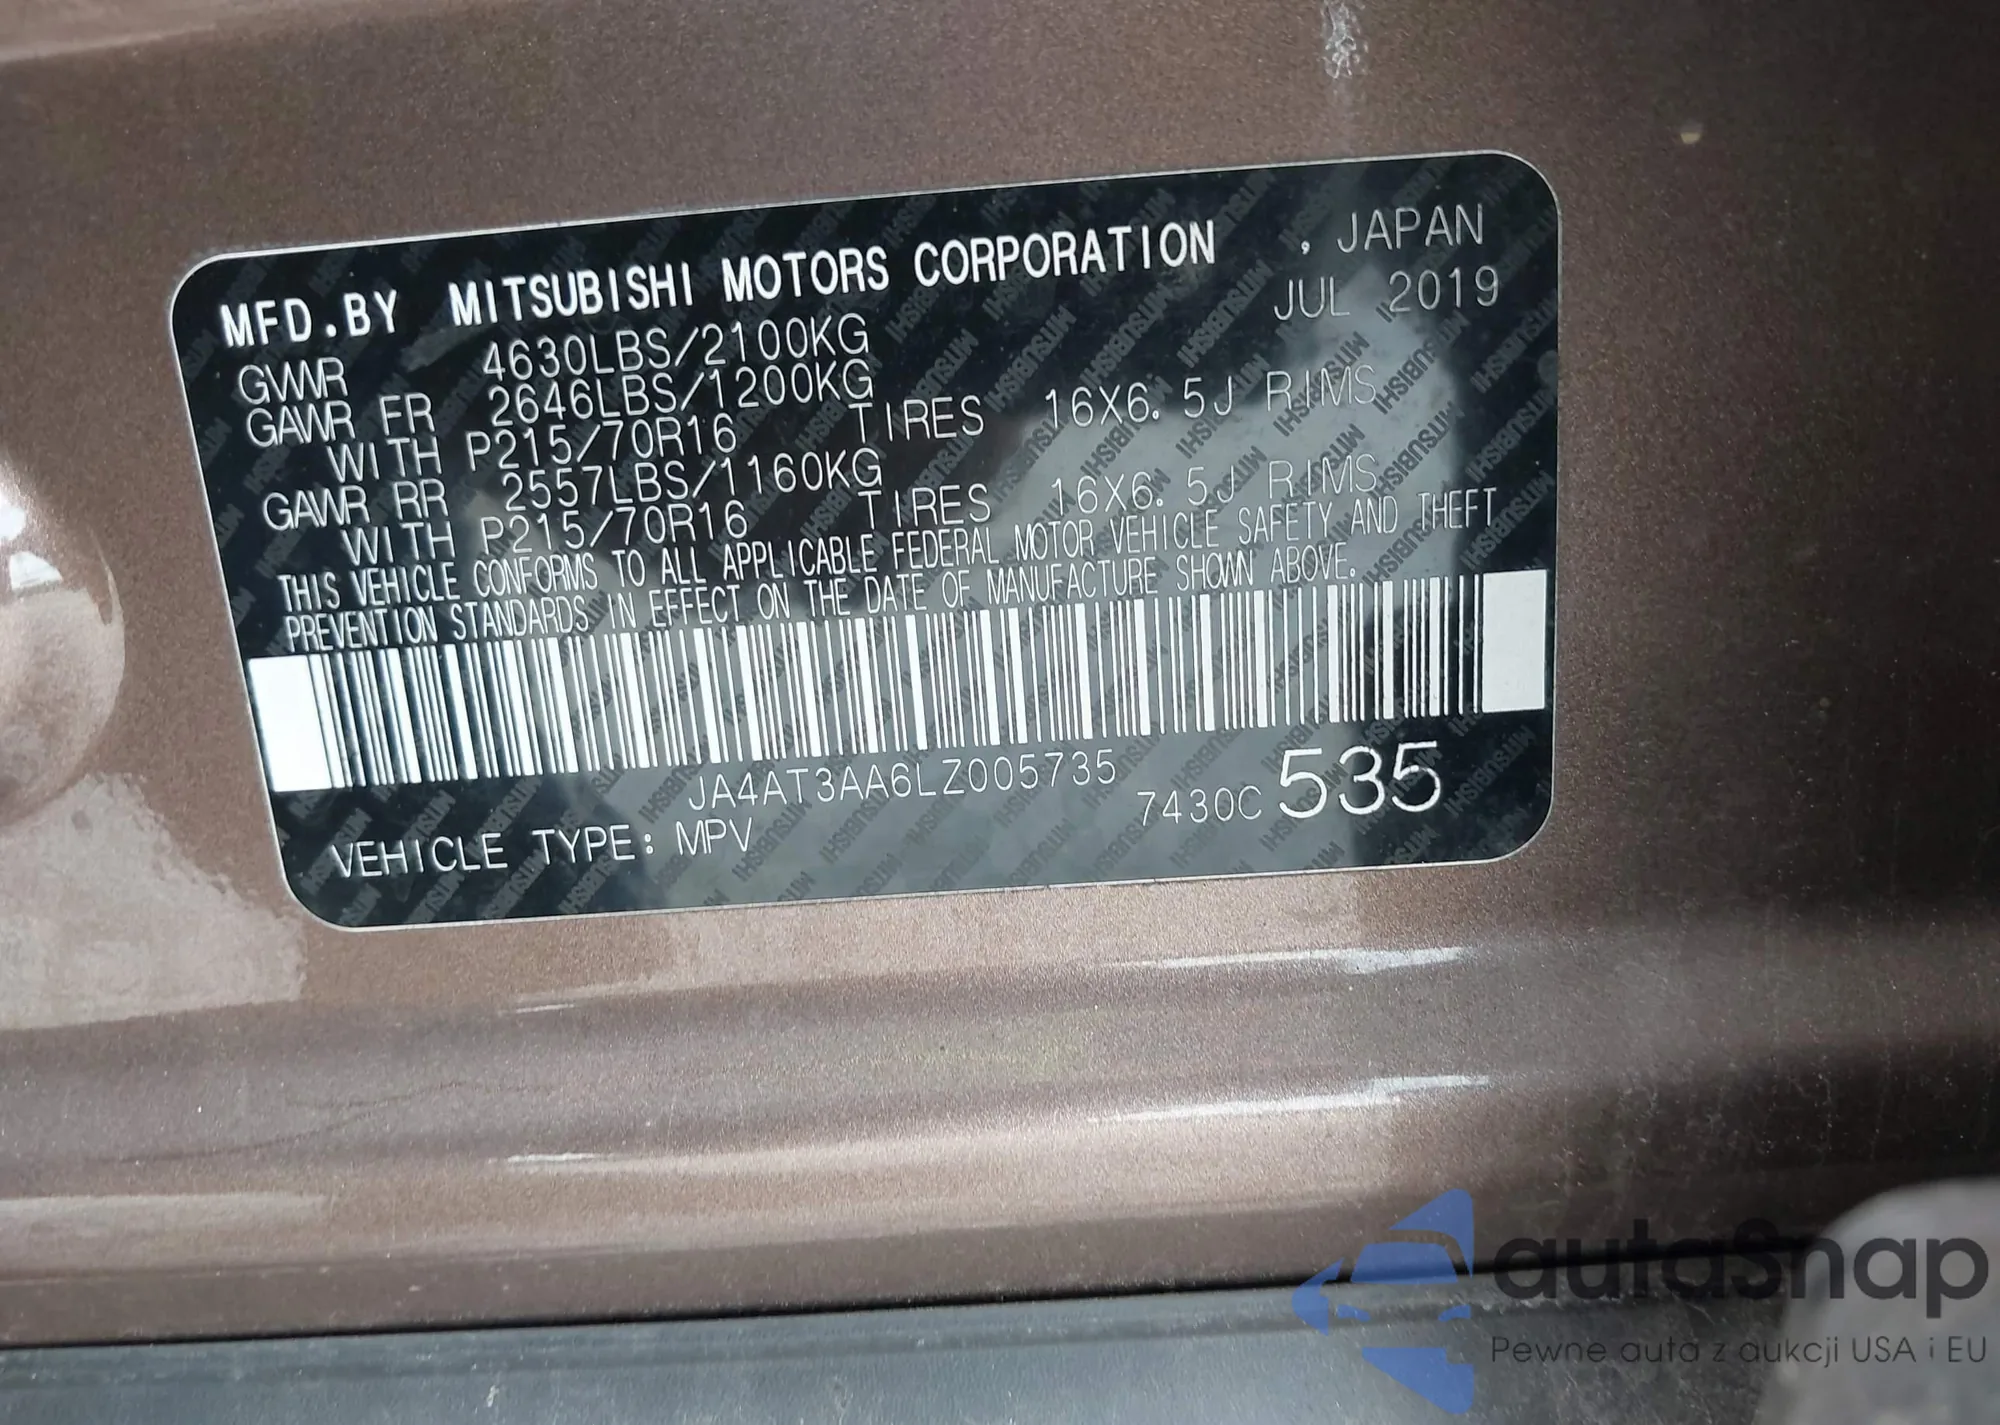 MFD.BY MITSUBISHI MOTORS CORPORATION , JAPAN
JUL 2019
GVWR 4630LBS/2100KG
GAWR FR 2646LBS/1200KG
WITH P215/70R16 TIRES 16X6.5J RIMS
GAWR RR 2557LBS/1160KG
WITH P215/70R16 TIRES 16X6.5J RIMS
THIS VEHICLE CONFORMS TO ALL APPLICABLE FEDERAL MOTOR VEHICLE SAFETY AND THEFT
PREVENTION STANDARDS IN EFFECT ON THE DATE OF MANUFACTURE SHOWN ABOVE.
JA4AT3AA6LZ005735
7430C 535
VEHICLE TYPE: MPV
autaSnap
Pewne auta z aukcji USA i EU